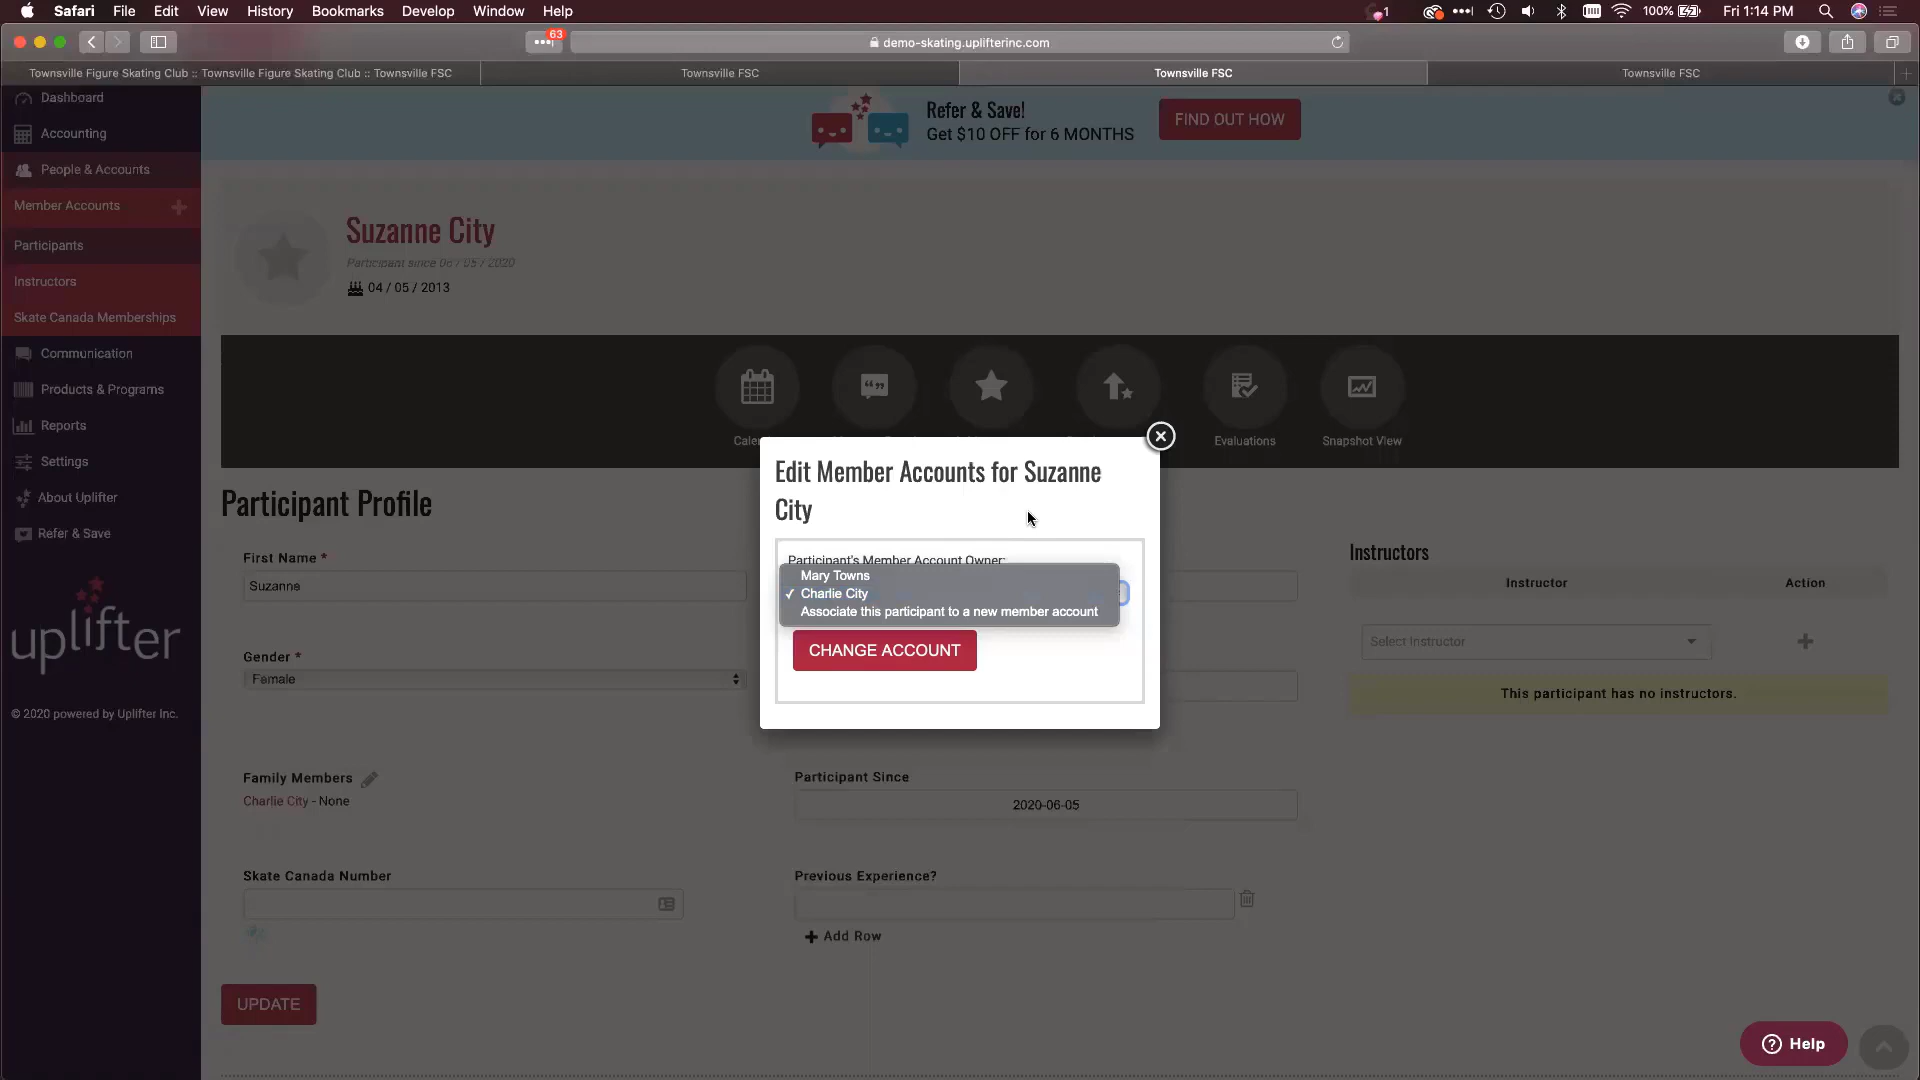 Safari File Edit View History Bookmarks Develop Window Help 1 100% Fri 1:14 PM
63 demo-skating.uplifterinc.com
Townsville Figure Skating Club :: Townsville Figure Skating Club :: Townsville FSC Townsville FSC Townsville FSC Townsville FSC
Dashboard
Accounting
People & Accounts
Member Accounts
Participants
Instructors
Skate Canada Memberships
Communication
Products & Programs
Reports
Settings
About Uplifter
Refer & Save
uplifter
© 2020 powered by Uplifter Inc.
Refer & Save!
Get $10 OFF for 6 MONTHS
FIND OUT HOW
Suzanne City
Participant since 06 / 05 / 2020
04 / 05 / 2013
Evaluations
Snapshot View
Participant Profile
First Name *
Suzanne
Gender *
Female
Family Members
Charlie City - None
Participant Since
2020-06-05
Skate Canada Number
Previous Experience?
Add Row
UPDATE
Edit Member Accounts for Suzanne
City
Participant's Member Account Owner:
Mary Towns
✓ Charlie City
Associate this participant to a new member account
CHANGE ACCOUNT
Instructors
Instructor Action
Select Instructor
This participant has no instructors.
Help